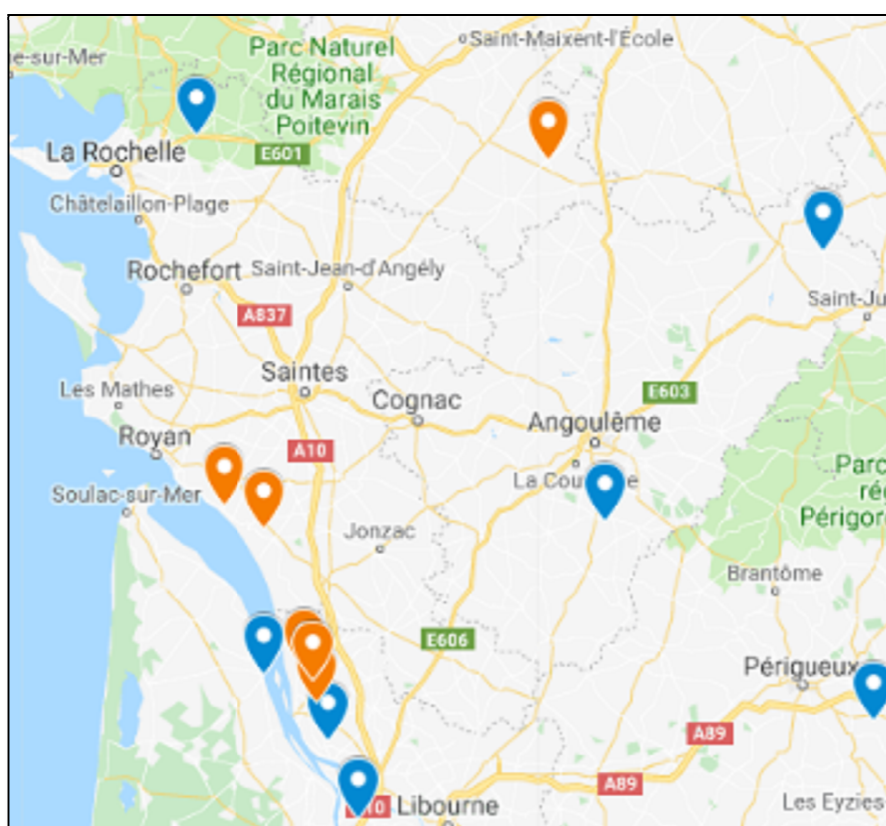 Saint-Maixent-l'École
e-sur-Mer
Parc Naturel
Régional
du Marais
Poitevin
La Rochelle
E601
Châtelaillon-Plage
Rochefort
Saint-Jean-d'Angély
Saint-Ju
A837
Saintes
Les Mathes
Cognac
E603
Royan
Angoulême
A10
La Cou
e
Parc
ré
Périgor
Soulac-sur-Mer
Jonzac
Brantôme
E606
Périgueux
A89
A89
10
Libourne
Les Eyzies